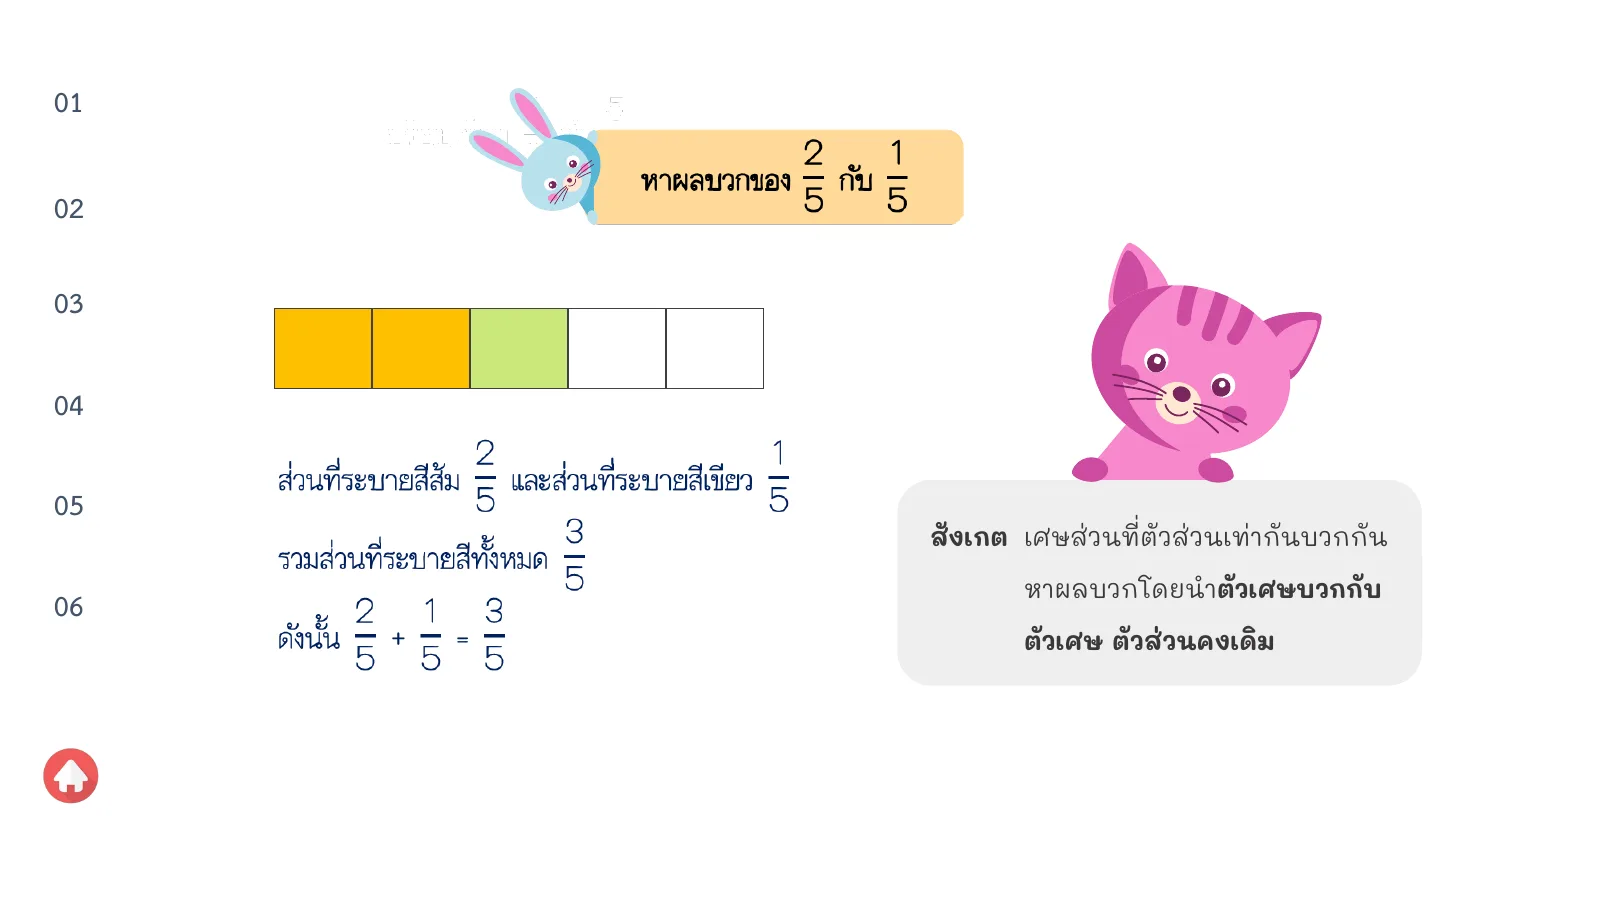 01
02
03
04
05
06
หาผลบวกของ 2/5 กับ 1/5
ส่วนที่ระบายสีส้ม 2/5 และส่วนที่ระบายสีเขียว 1/5
รวมส่วนที่ระบายสีทั้งหมด 3/5
ดังนั้น 2/5 + 1/5 = 3/5
สังเกต เศษส่วนที่ตัวส่วนเท่ากันบวกกัน
หาผลบวกโดยนำตัวเศษบวกกับ
ตัวเศษ ตัวส่วนคงเดิม